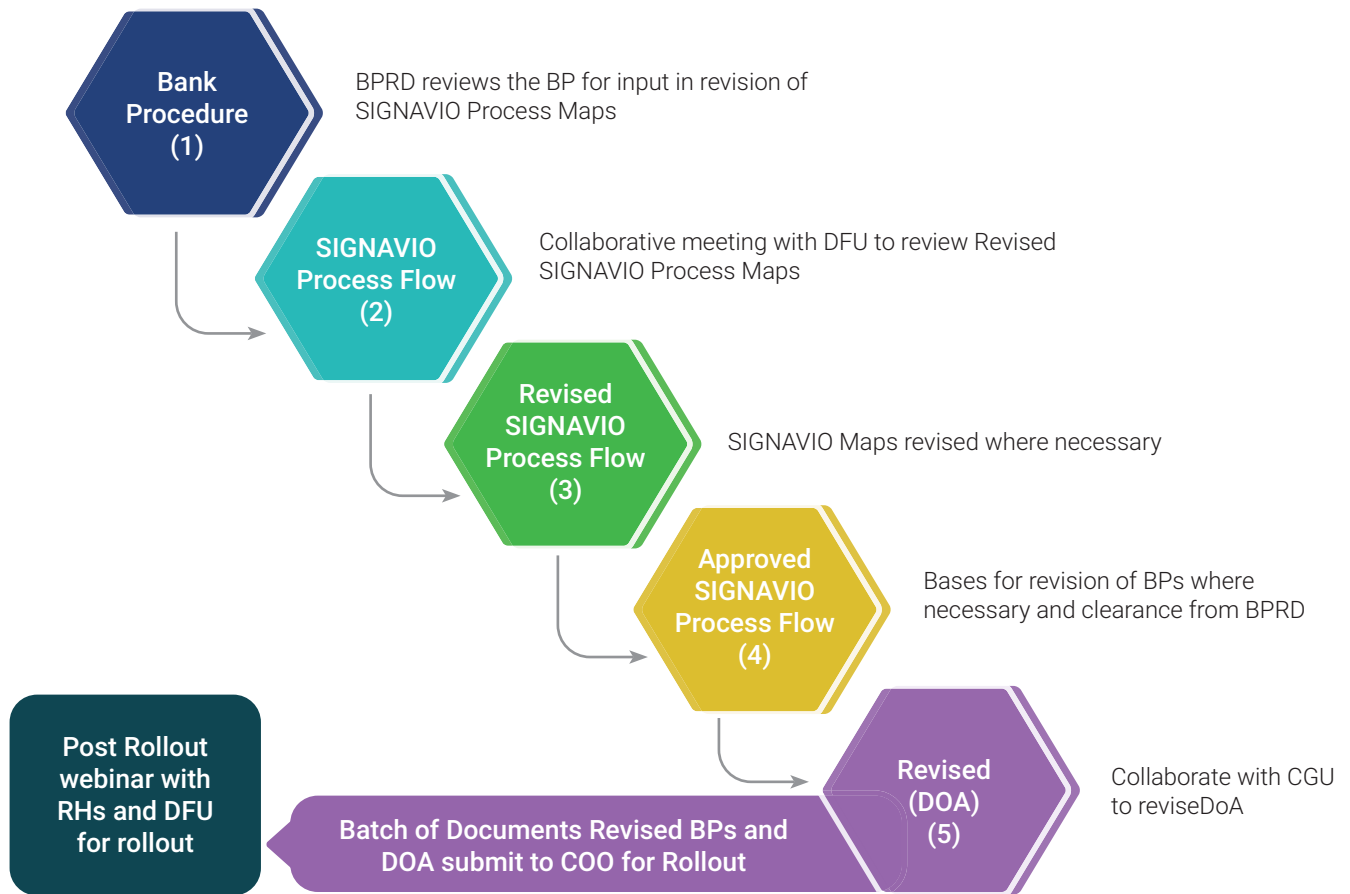 Bank
Procedure
(1)
BPRD reviews the BP for input in revision of
SIGNAVIO Process Maps
SIGNAVIO
Process Flow
(2)
Collaborative meeting with DFU to review Revised
SIGNAVIO Process Maps
Revised
SIGNAVIO
Process Flow
(3)
SIGNAVIO Maps revised where necessary
Approved
SIGNAVIO
Process Flow
(4)
Bases for revision of BPs where
necessary and clearance from BPRD
Revised
(DOA)
(5)
Collaborate with CGU
to reviseDoA
Batch of Documents Revised BPs and
DOA submit to COO for Rollout
Post Rollout
webinar with
RHs and DFU
for rollout